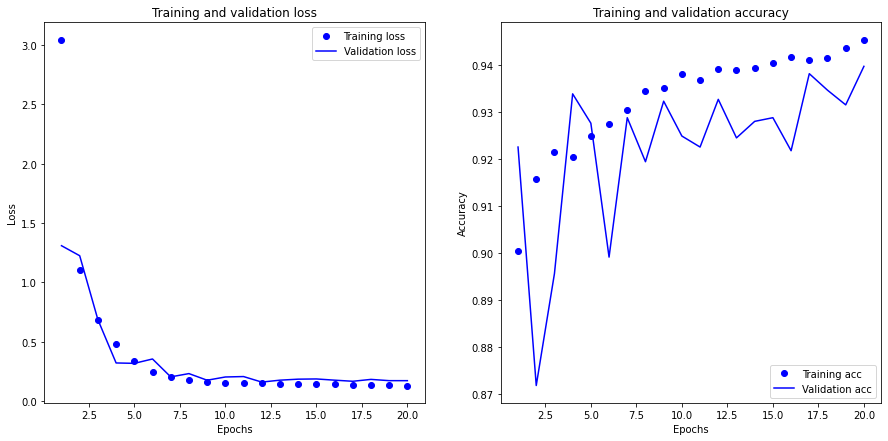 Training and validation loss
Training loss
Validation loss
3.0
2.5
2.0
1.5
1.0
0.5
0.0
Loss
2.5 5.0 7.5 10.0 12.5 15.0 17.5 20.0
Epochs
Training and validation accuracy
0.94
0.93
0.92
0.91
0.90
0.89
0.88
0.87
Accuracy
Training acc
Validation acc
2.5 5.0 7.5 10.0 12.5 15.0 17.5 20.0
Epochs